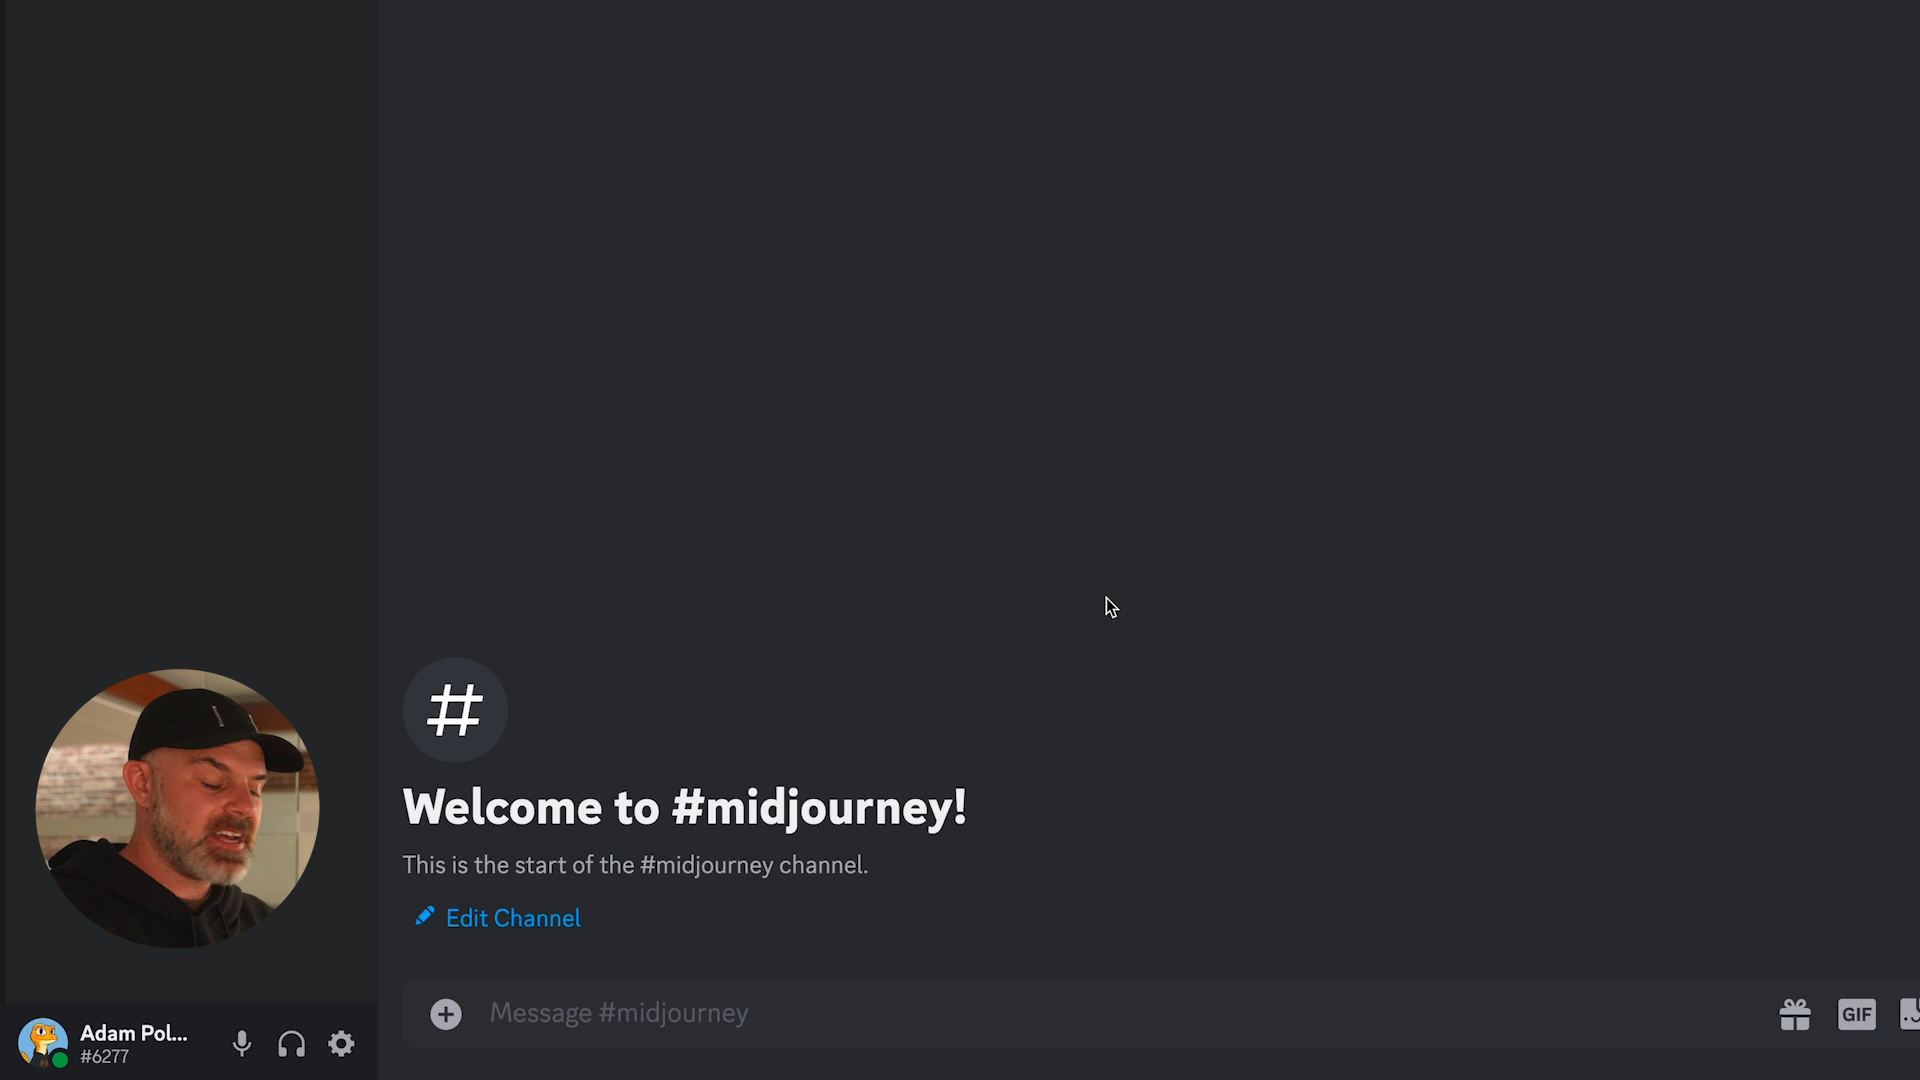 Welcome to #midjourney!
This is the start of the #midjourney channel.
Edit Channel
Message #midjourney
GIF
Adam Pol...
#6277